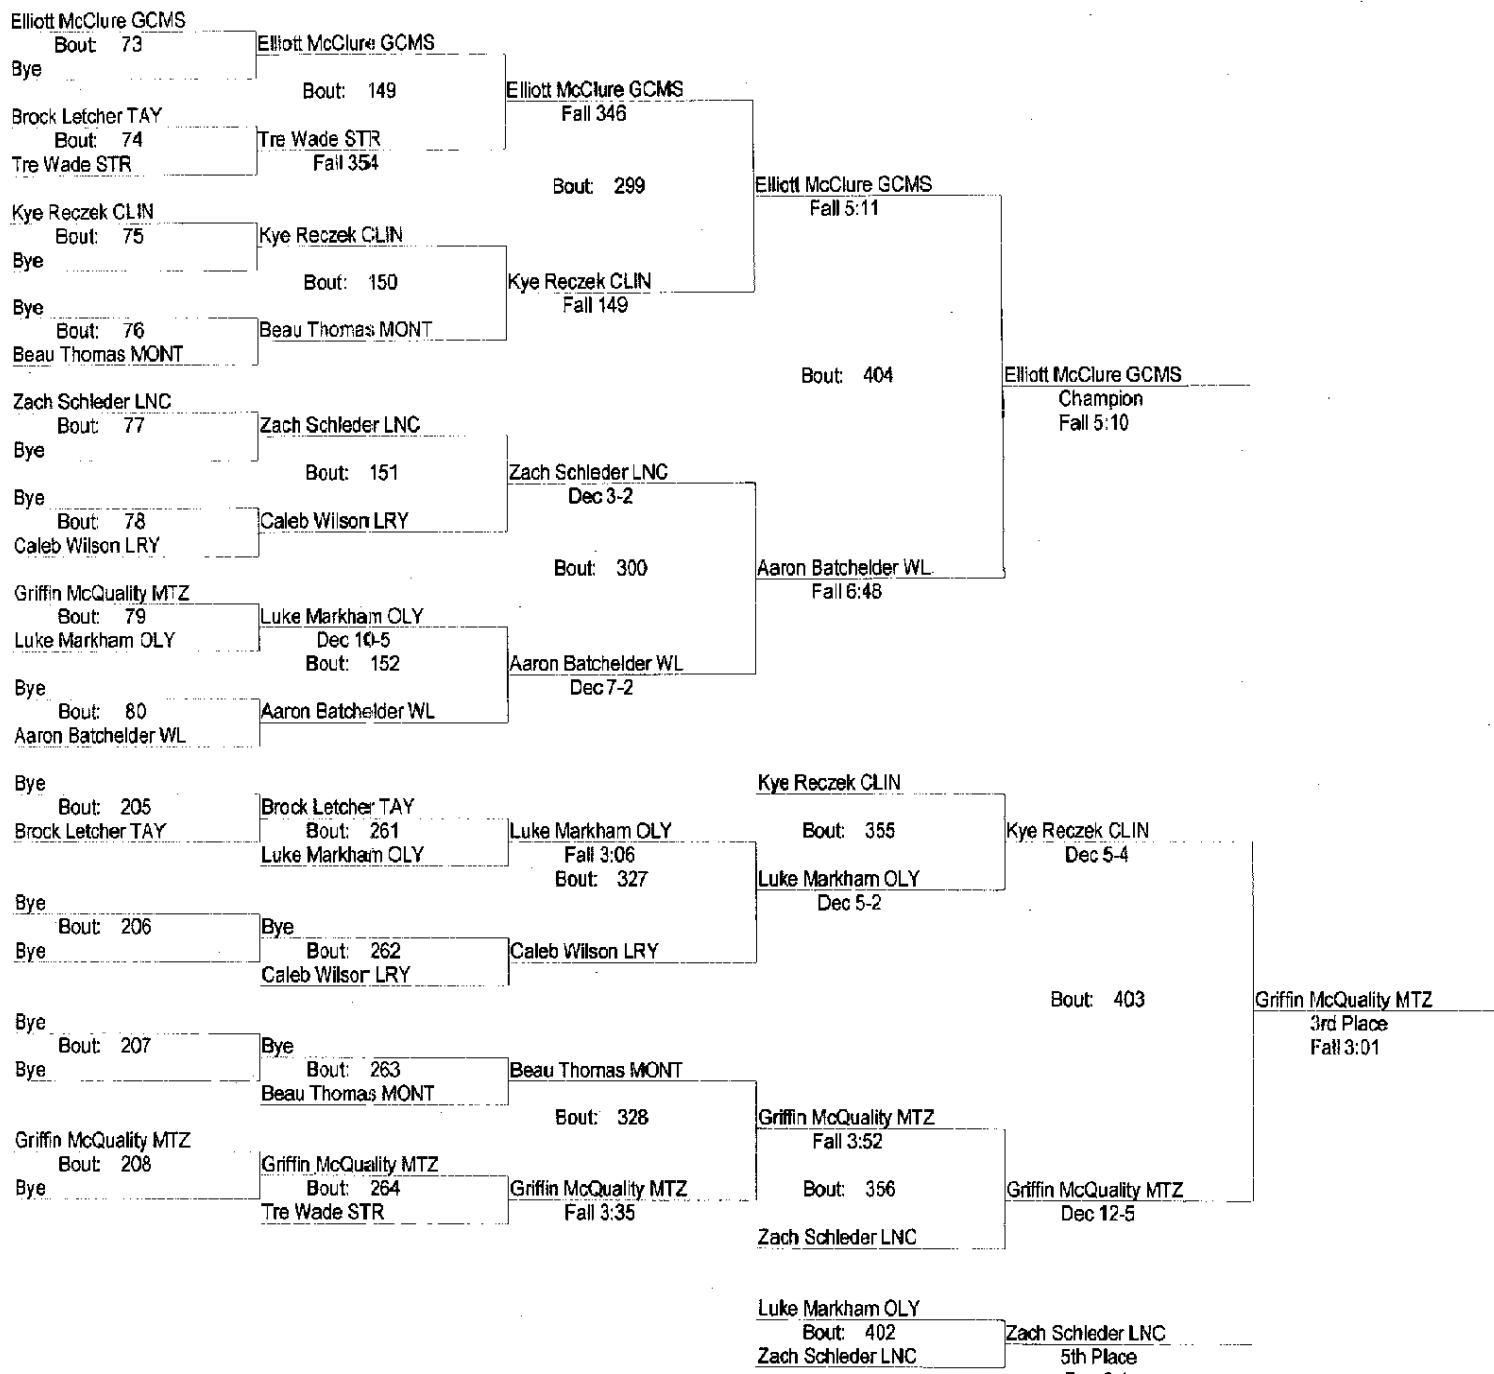 Elliott McClure GCMS
Bout: 73
Bye
Elliott McClure GCMS
Bout: 149
Brock Letcher TAY
Bout: 74
Tre Wade STR
Tre Wade STR
Fall 354
Elliott McClure GCMS
Fall 346
Bout: 299
Kye Reczek CLIN
Bout: 75
Bye
Kye Reczek CLIN
Bout: 150
Bye
Bout: 76
Beau Thomas MONT
Beau Thomas MONT
Kye Reczek CLIN
Fall 149
Elliott McClure GCMS
Fall 5:11
Bout: 404
Zach Schleder LNC
Bout: 77
Bye
Zach Schleder LNC
Bout: 151
Bye
Bout: 78
Caleb Wilson LRY
Caleb Wilson LRY
Zach Schleder LNC
Dec 3-2
Bout: 300
Griffin McQuality MTZ
Bout: 79
Luke Markham OLY
Luke Markham OLY
Dec 10-5
Bout: 152
Bye
Bout: 80
Aaron Batchelder WL
Aaron Batchelder WL
Aaron Batchelder WL
Dec 7-2
Aaron Batchelder WL
Fall 6:48
Elliott McClure GCMS
Champion
Fall 5:10
Bye
Bout: 205
Brock Letcher TAY
Brock Letcher TAY
Bout: 261
Luke Markham OLY
Luke Markham OLY
Fall 3:06
Bout: 327
Bye
Bout: 206
Bye
Bye
Bout: 262
Caleb Wilson LRY
Caleb Wilson LRY
Kye Reczek CLIN
Bout: 355
Luke Markham OLY
Dec 5-2
Kye Reczek CLIN
Dec 5-4
Bout: 403
Bye
Bout: 207
Bye
Bye
Bout: 263
Beau Thomas MONT
Beau Thomas MONT
Bout: 328
Griffin McQuality MTZ
Bout: 208
Bye
Griffin McQuality MTZ
Bout: 264
Tre Wade STR
Griffin McQuality MTZ
Fall 3:35
Griffin McQuality MTZ
Fall 3:52
Bout: 356
Zach Schleder LNC
Griffin McQuality MTZ
Dec 12-5
Griffin McQuality MTZ
3rd Place
Fall 3:01
Luke Markham OLY
Bout: 402
Zach Schleder LNC
Zach Schleder LNC
5th Place